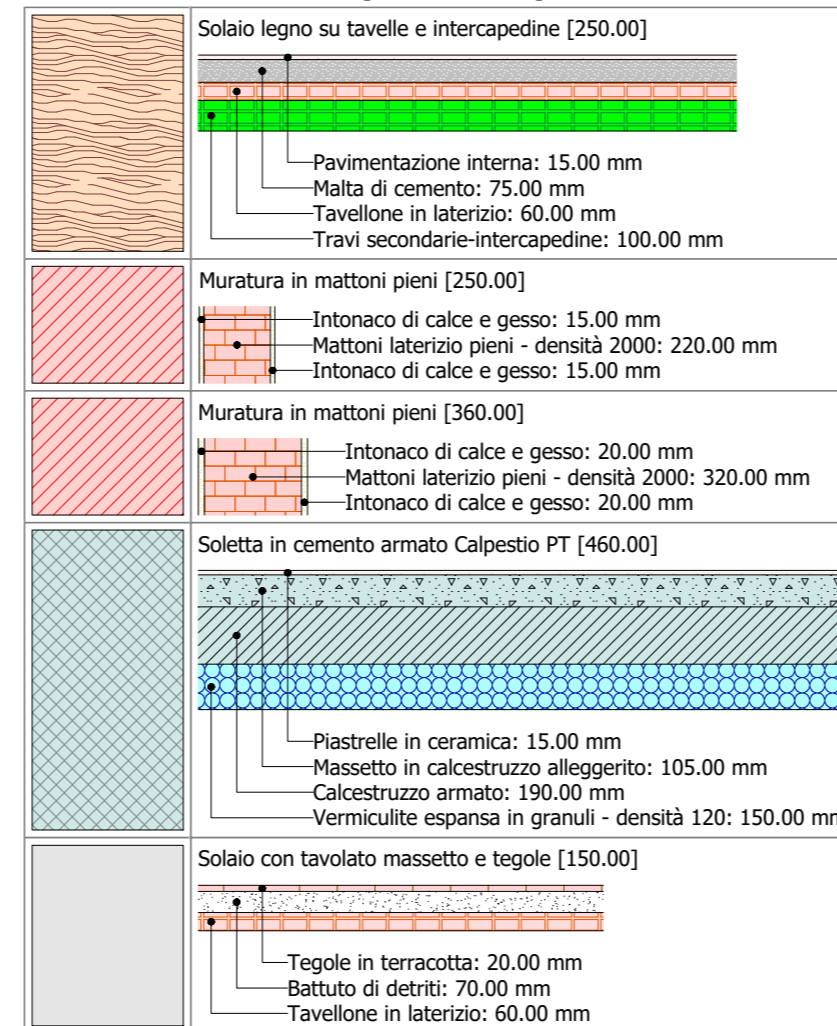 Solaio legno su tavelle e intercapedine [250.00]
Pavimentazione interna: 15.00 mm
Malta di cemento: 75.00 mm
Tavellone in laterizio: 60.00 mm
Travi secondarie-intercapedine: 100.00 mm
Muratura in mattoni pieni [250.00]
Intonaco di calce e gesso: 15.00 mm
Mattoni laterizio pieni - densità 2000: 220.00 mm
Intonaco di calce e gesso: 15.00 mm
Muratura in mattoni pieni [360.00]
Intonaco di calce e gesso: 20.00 mm
Mattoni laterizio pieni - densità 2000: 320.00 mm
Intonaco di calce e gesso: 20.00 mm
Soletta in cemento armato Calpestio PT [460.00]
Piastrelle in ceramica: 15.00 mm
Massetto in calcestruzzo alleggerito: 105.00 mm
Calcestruzzo armato: 190.00 mm
Vermiculite espansa in granuli - densità 120: 150.00 mm
Solaio con tavolato massetto e tegole [150.00]
Tegole in terracotta: 20.00 mm
Battuto di detriti: 70.00 mm
Tavellone in laterizio: 60.00 mm